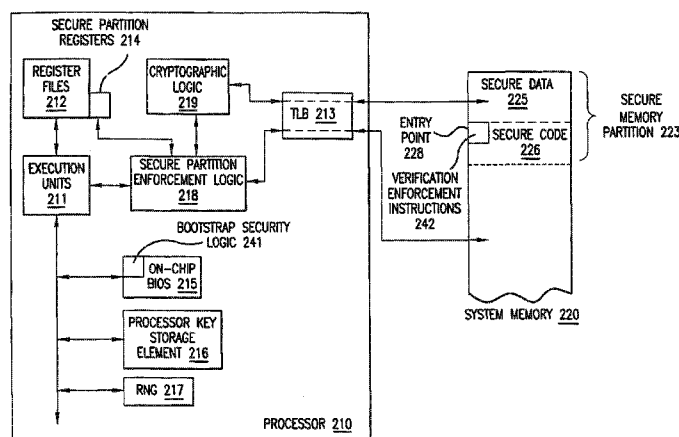 SECURE PARTITION
REGISTERS 214
REGISTER
FILES
212
CRYPTOGRAPHIC
LOGIC
219
TLB 213
EXECUTION
UNITS
211
SECURE PARTITION
ENFORCEMENT LOGIC
218
BOOTSTRAP SECURITY
LOGIC 241
ON-CHIP
BIOS 215
PROCESSOR KEY
STORAGE
ELEMENT 216
RNG 217
PROCESSOR 210
SECURE DATA
225
ENTRY
POINT
228
SECURE CODE
226
VERIFICATION
ENFORCEMENT
INSTRUCTIONS
242
SECURE
MEMORY
PARTITION 223
SYSTEM MEMORY 220